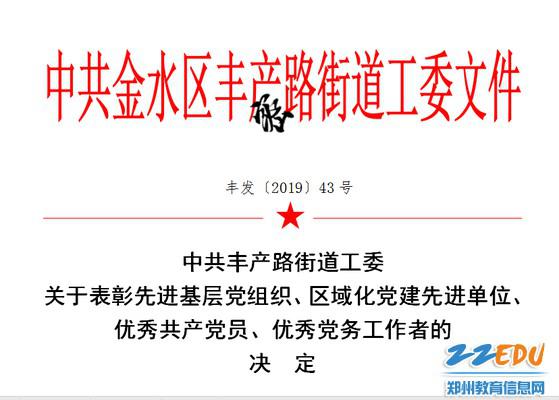 中共金水区丰产路街道工委文件
丰发〔2019〕43号
中共丰产路街道工委
关于表彰先进基层党组织、区域化党建先进单位、
优秀共产党员、优秀党务工作者的
决 定
ZZEDU
郑州教育信息网